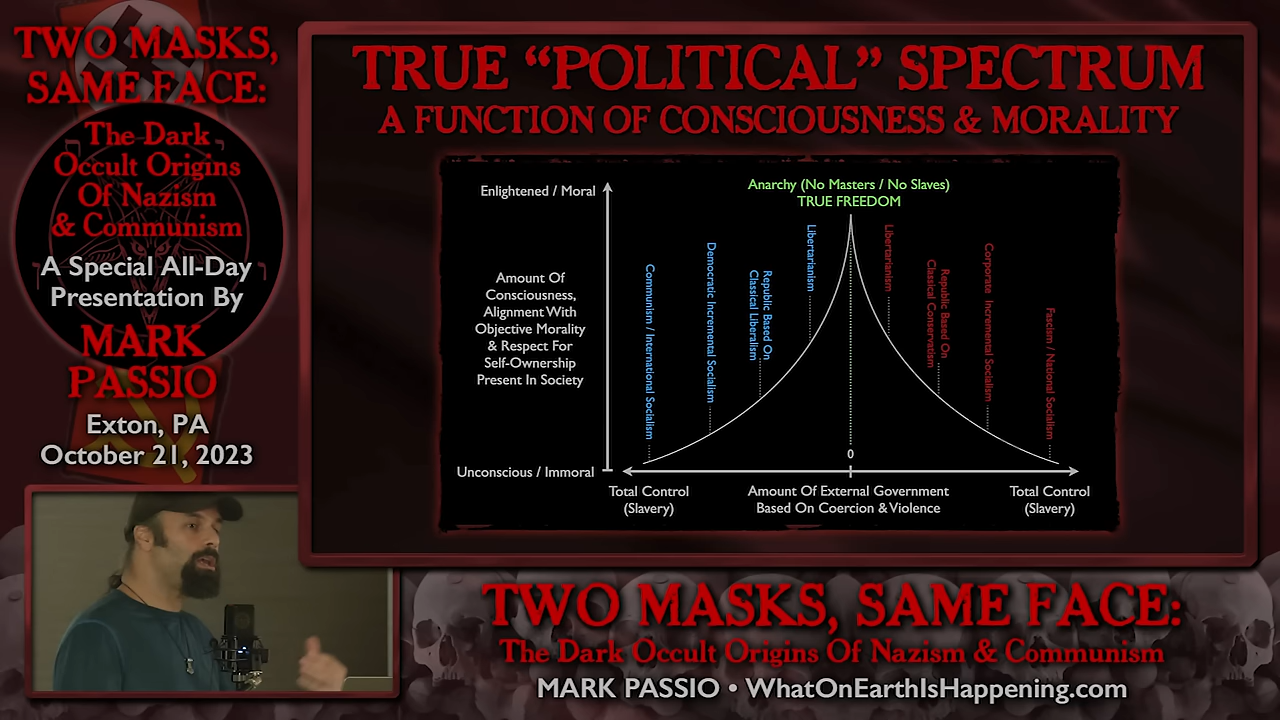 TWO MASKS,
SAME FACE:
The Dark
Occult Origins
Of Nazism
& Communism
A Special All-Day
Presentation By
MARK
PASSIO
Exton, PA
October 21, 2023
TRUE “POLITICAL” SPECTRUM
A FUNCTION OF CONSCIOUSNESS & MORALITY
Enlightened / Moral
Anarchy (No Masters / No Slaves)
TRUE FREEDOM
Amount Of
Consciousness,
Alignment With
Objective Morality
& Respect For
Self-Ownership
Present In Society
Communism / International Socialism
Democratic Incremental Socialism
Republic Based On
Classical Liberalism
Libertarianism
Libertarianism
Republic Based On
Classical Conservatism
Corporate Incremental Socialism
Fascism / National Socialism
0
Unconscious / Immoral
Total Control
(Slavery)
Amount Of External Government
Based On Coercion & Violence
Total Control
(Slavery)
TWO MASKS, SAME FACE:
The Dark Occult Origins Of Nazism & Communism
MARK PASSIO • WhatOnEarthIsHappening.com